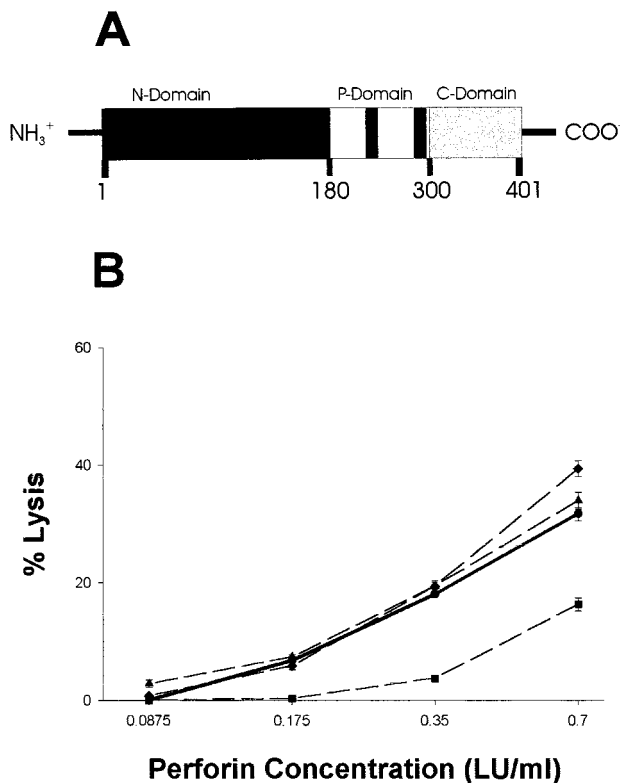 A
N-Domain P-Domain C-Domain
NH₃⁺ COO⁻
1 180 300 401
B
60
40
20
0
% Lysis
0.0875 0.175 0.35 0.7
Perforin Concentration (LU/ml)